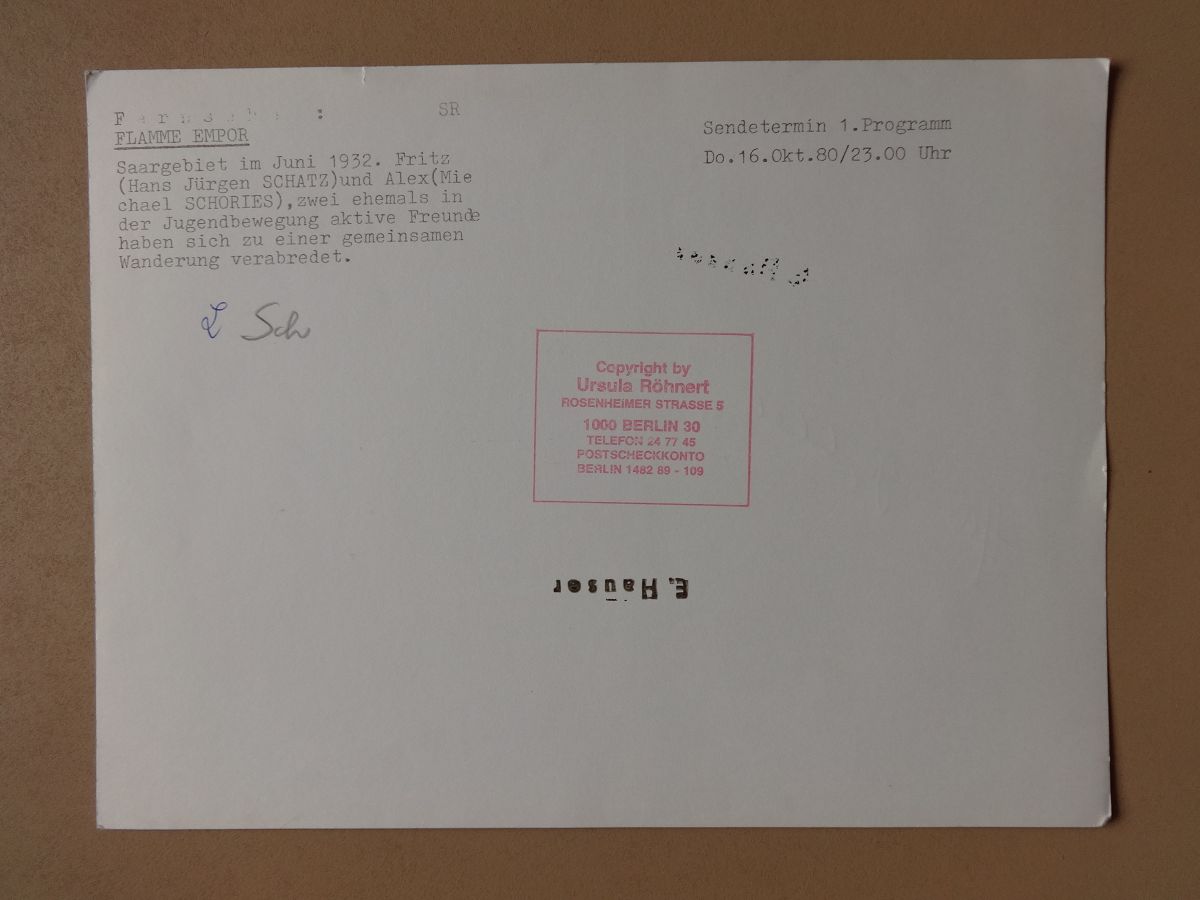 Fernsehen : SR
FLAMME EMPOR
Saargebiet im Juni 1932. Fritz
(Hans Jürgen SCHATZ)und Alex(Mie
chael SCHORIES),zwei ehemals in
der Jugendbewegung aktive Freunde
haben sich zu einer gemeinsamen
Wanderung verabredet.
Sendetermin 1.Programm
Do.16.Okt.80/23.00 Uhr
Sch
Copyright by
Ursula Röhnert
ROSENHEIMER STRASSE 5
1000 BERLIN 30
TELEFON 24 77 45
POSTSCHECKKONTO
BERLIN 1482 89 - 109
E. Häuser